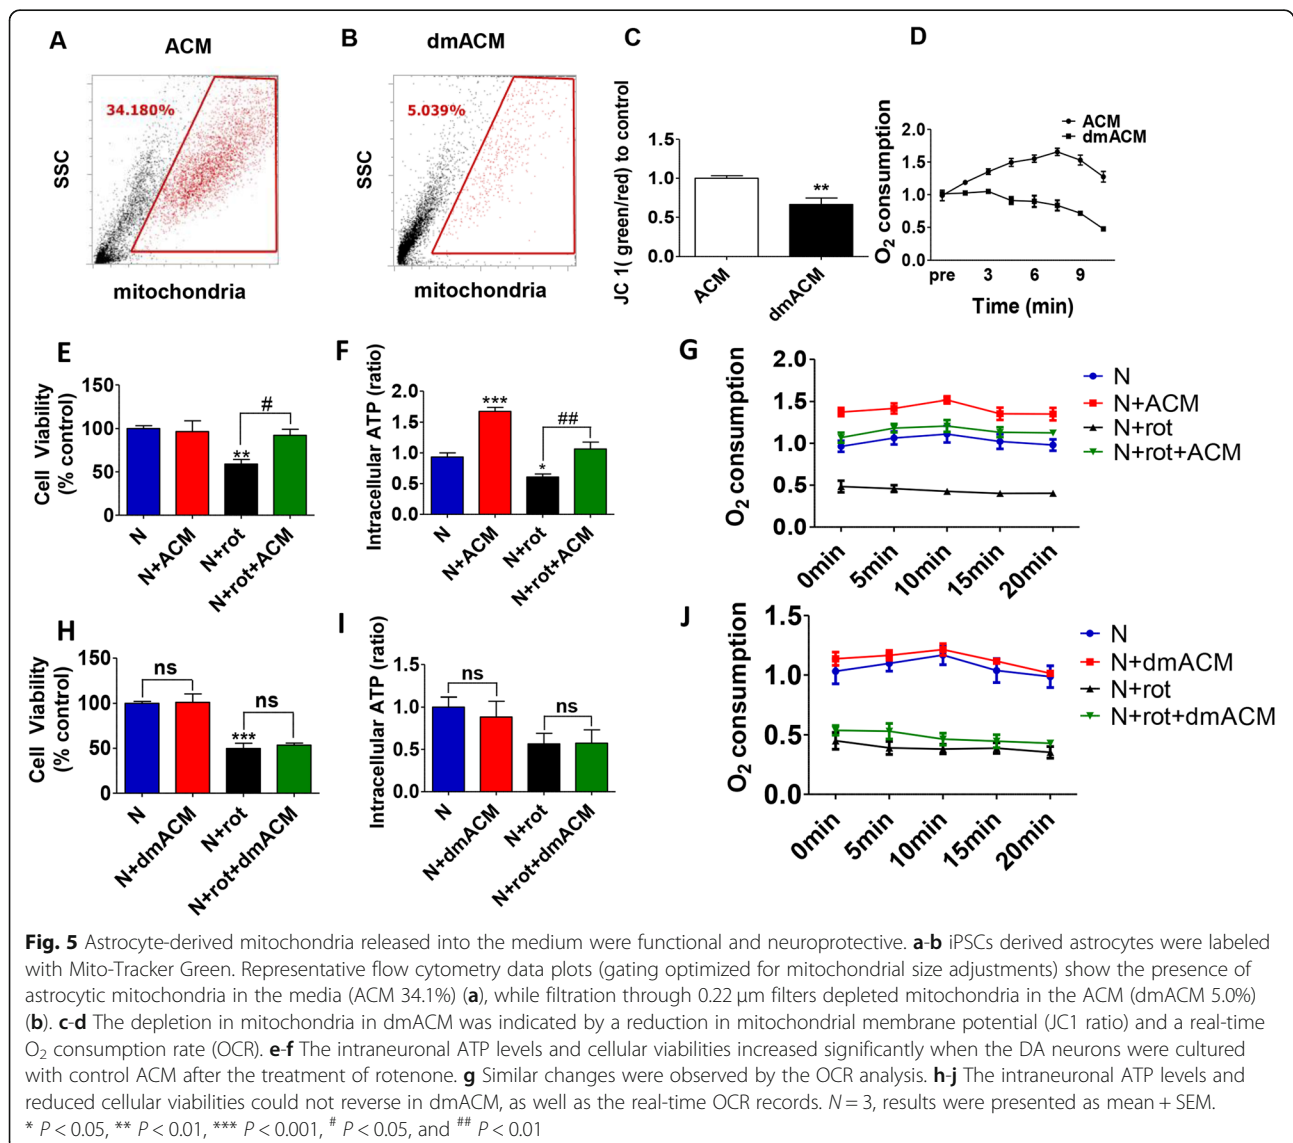 A
ACM
34.180%
SSC
mitochondria
B
dmACM
5.039%
SSC
mitochondria
C
JC 1( green/red) to control
1.5
1.0
0.5
0.0
**
ACM
dmACM
D
O2 consumption
2.0
1.5
1.0
0.5
0.0
ACM
dmACM
pre 3 6 9
Time (min)
E
Cell Viability
(% control)
150
100
50
0
**
#
N
N+ACM
N+rot
N+rot+ACM
F
Intracellular ATP (ratio)
2.0
1.5
1.0
0.5
0.0
***
*
##
N
N+ACM
N+rot
N+rot+ACM
G
O2 consumption
2.0
1.5
1.0
0.5
0.0
0min
5min
10min
15min
20min
N
N+ACM
N+rot
N+rot+ACM
H
Cell Viability
(% control)
150
100
50
0
ns
***
ns
N
N+dmACM
N+rot
N+rot+dmACM
I
Intracellular ATP (ratio)
1.5
1.0
0.5
0.0
ns
ns
N
N+dmACM
N+rot
N+rot+dmACM
J
O2 consumption
1.5
1.0
0.5
0.0
0min
5min
10min
15min
20min
N
N+dmACM
N+rot
N+rot+dmACM
Fig. 5 Astrocyte-derived mitochondria released into the medium were functional and neuroprotective. a-b iPSCs derived astrocytes were labeled
with Mito-Tracker Green. Representative flow cytometry data plots (gating optimized for mitochondrial size adjustments) show the presence of
astrocytic mitochondria in the media (ACM 34.1%) (a), while filtration through 0.22 μm filters depleted mitochondria in the ACM (dmACM 5.0%)
(b). c-d The depletion in mitochondria in dmACM was indicated by a reduction in mitochondrial membrane potential (JC1 ratio) and a real-time
O2 consumption rate (OCR). e-f The intraneuronal ATP levels and cellular viabilities increased significantly when the DA neurons were cultured
with control ACM after the treatment of rotenone. g Similar changes were observed by the OCR analysis. h-j The intraneuronal ATP levels and
reduced cellular viabilities could not reverse in dmACM, as well as the real-time OCR records. N = 3, results were presented as mean + SEM.
* P < 0.05, ** P < 0.01, *** P < 0.001, # P < 0.05, and ## P < 0.01